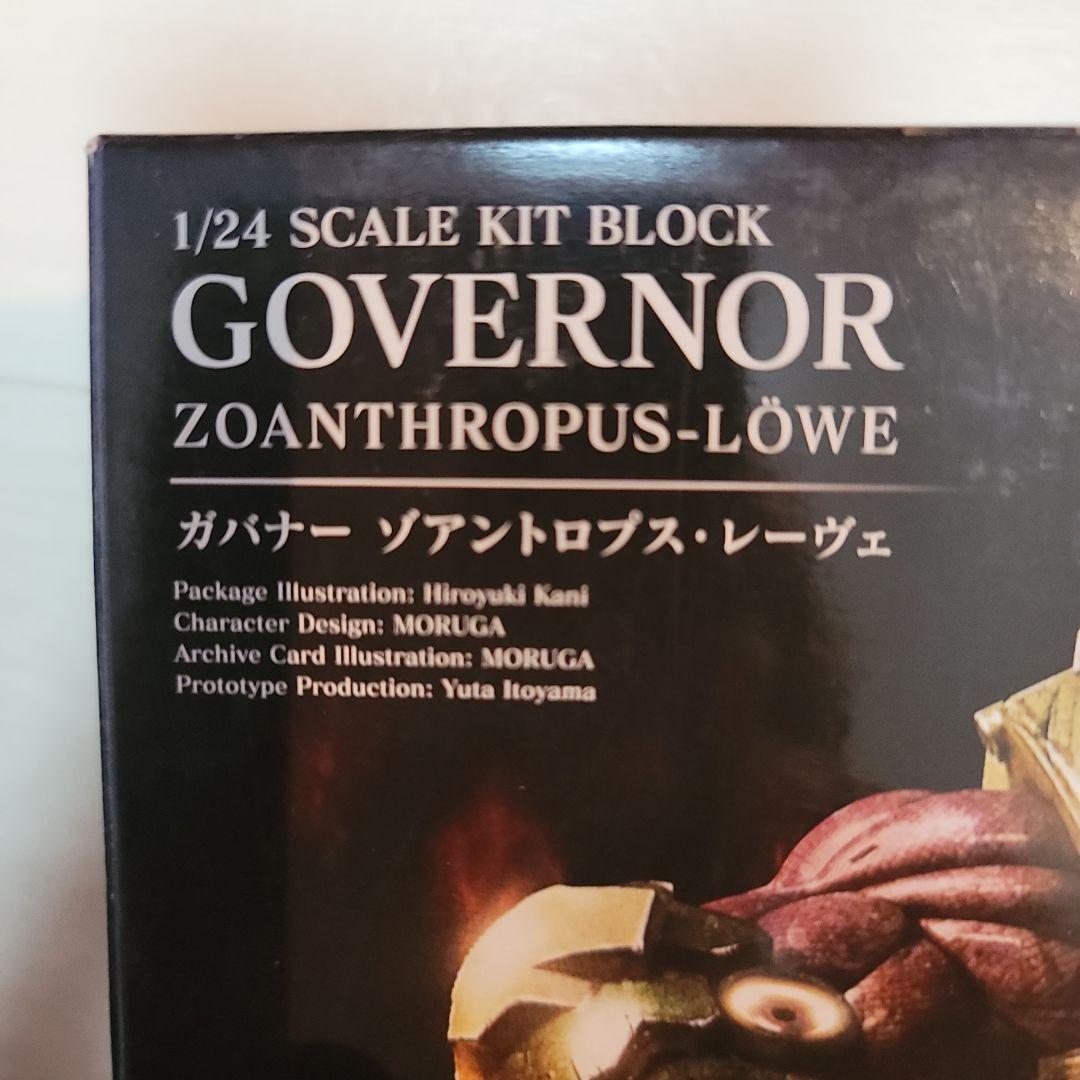 1/24 SCALE KIT BLOCK
GOVERNOR
ZOANTHROPUS-LÖWE
ガバナー ゾアントロプス・レーヴェ
Package Illustration: Hiroyuki Kani
Character Design: MORUGA
Archive Card Illustration: MORUGA
Prototype Production: Yuta Itoyama